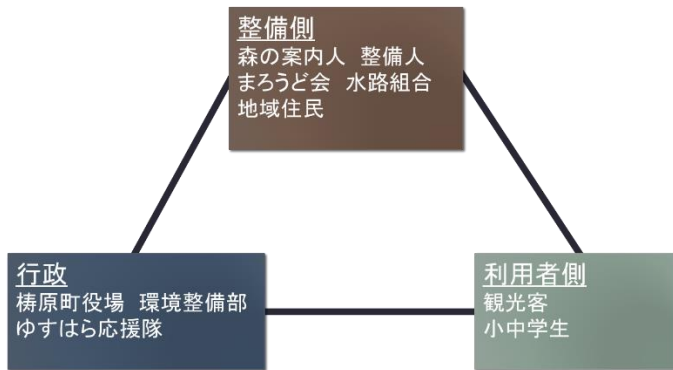 整備側
森の案内人 整備人
まろうど会 水路組合
地域住民
行政
梼原町役場 環境整備部
ゆすはら応援隊
利用者側
観光客
小中学生